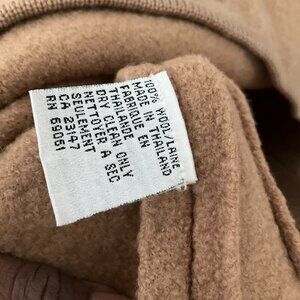 100% WOOL/LAINE
MADE IN THAILAND
FABRIQUE EN
THAILANDE
DRY CLEAN ONLY
NETTOYER A SEC
SEULEMENT
CA 23147
RN 69051